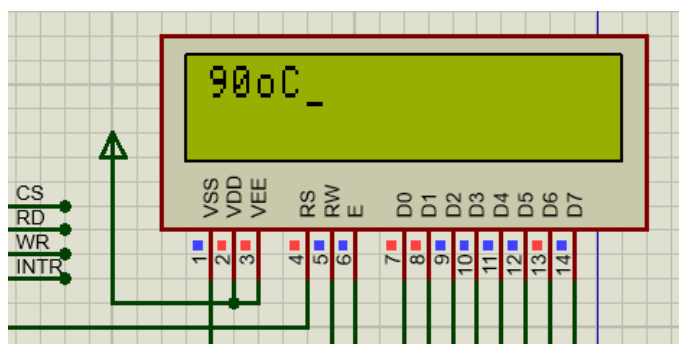 90oC_
CS
RD
WR
INTR
VSS
VDD
VEE
RS
RW
E
D0
D1
D2
D3
D4
D5
D6
D7
1
2
3
4
5
6
7
8
9
10
11
12
13
14